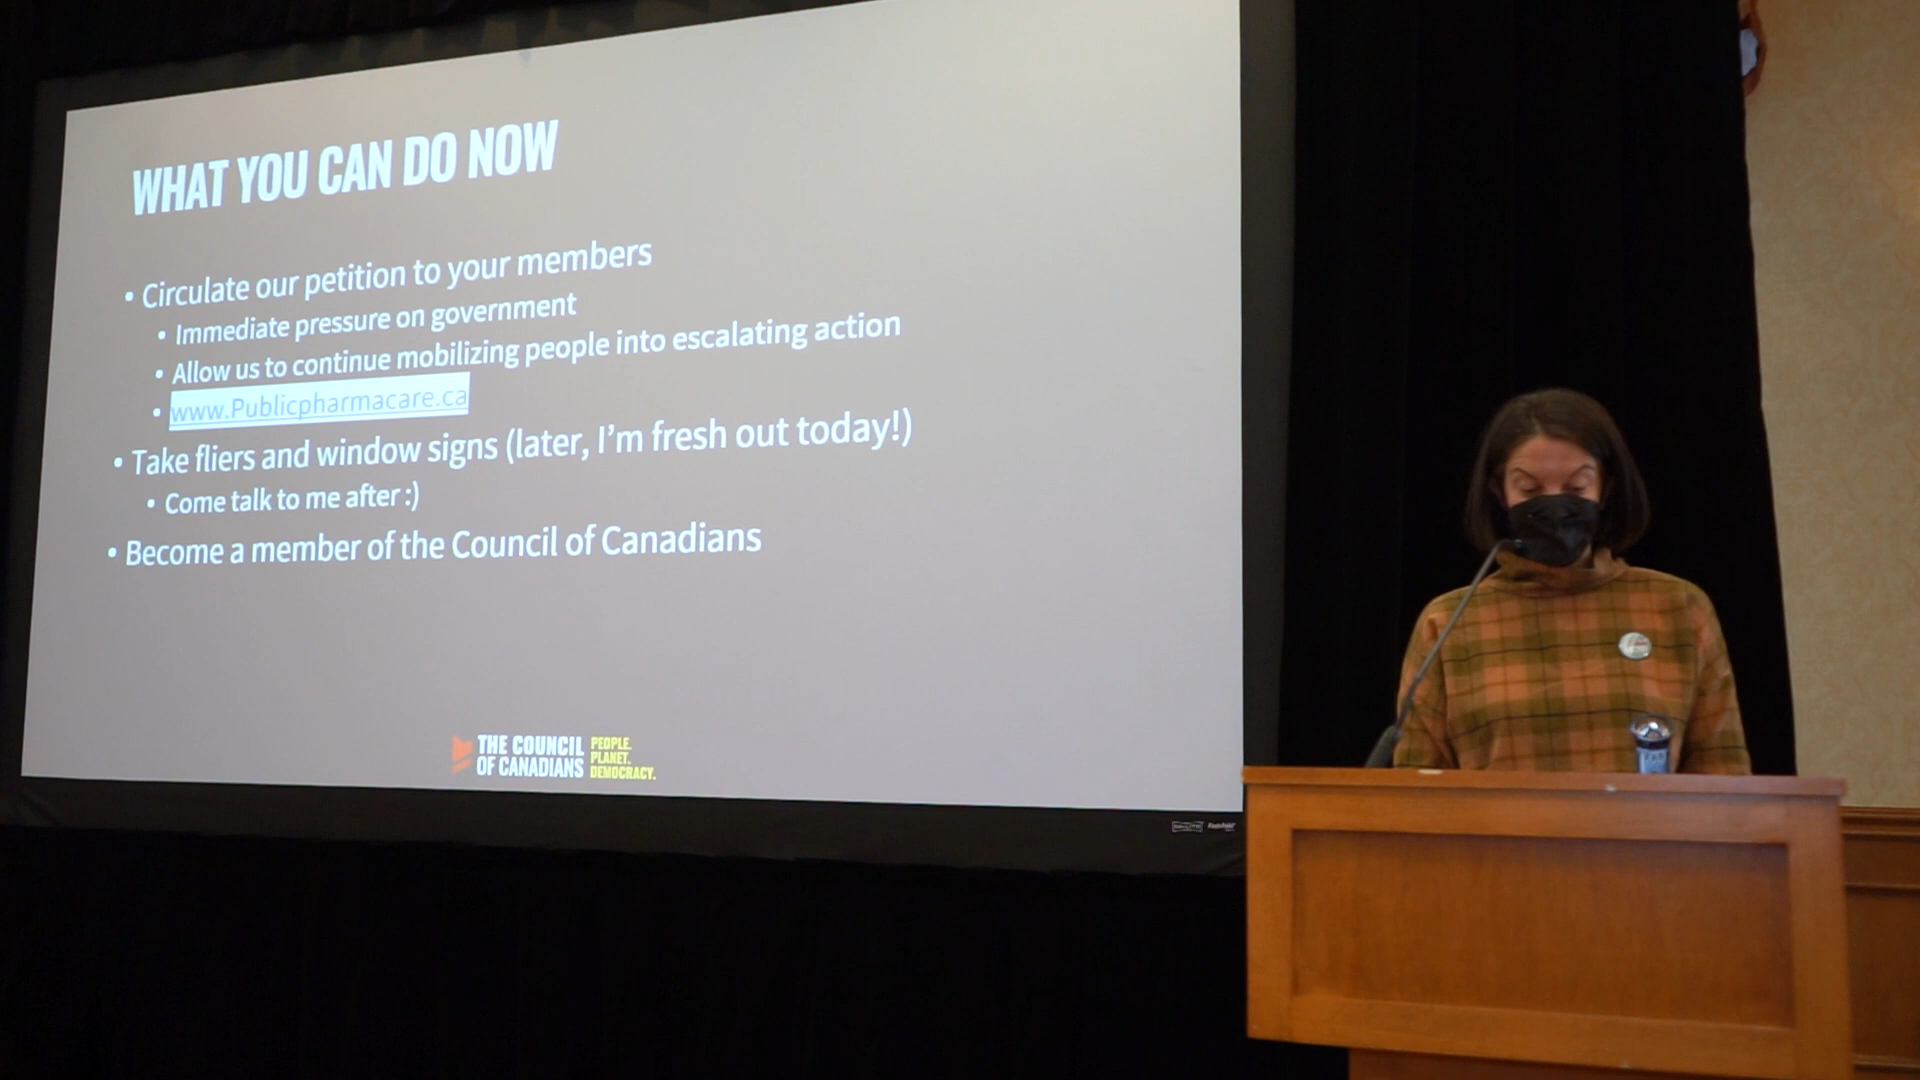 WHAT YOU CAN DO NOW
• Circulate our petition to your members
• Immediate pressure on government
• Allow us to continue mobilizing people into escalating action
• www.Publicpharmacare.ca
• Take fliers and window signs (later, I'm fresh out today!)
• Come talk to me after :)
• Become a member of the Council of Canadians
THE COUNCIL
OF CANADIANS
PEOPLE.
PLANET.
DEMOCRACY.